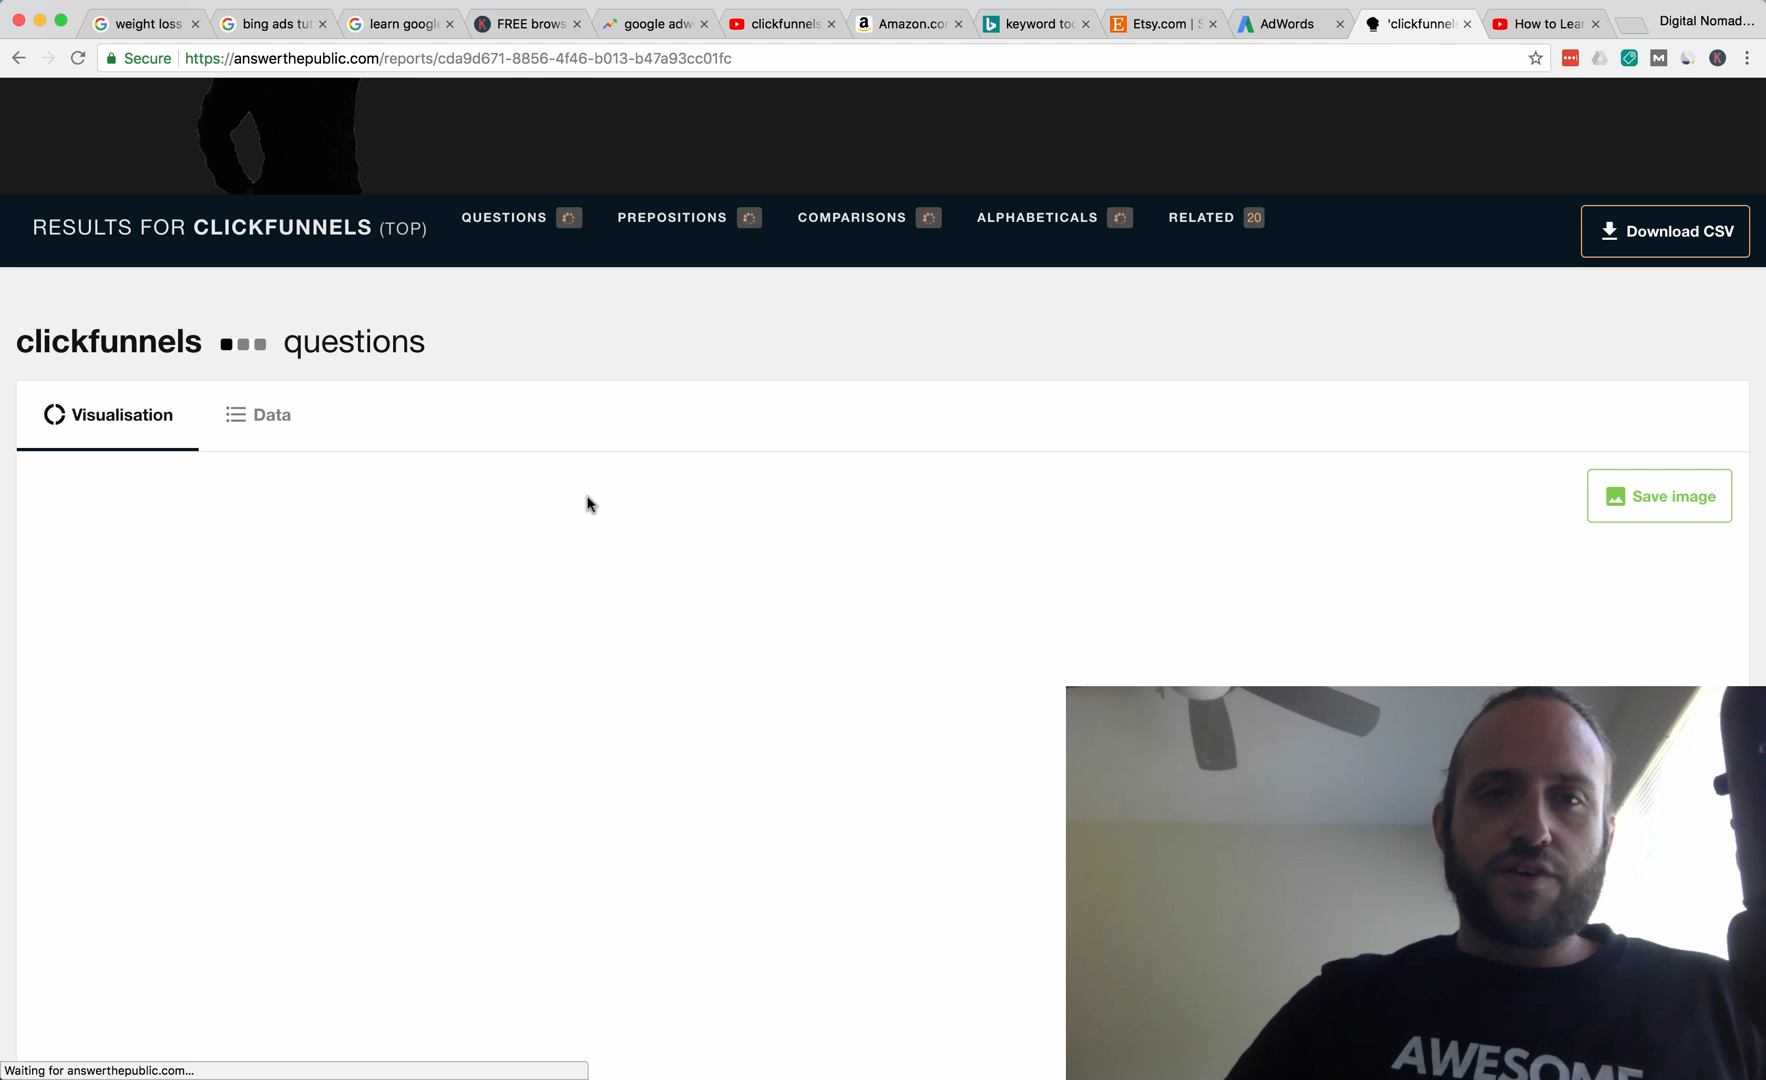 weight loss
bing ads tut
learn google
FREE brows
google adw
clickfunnels
Amazon.co
keyword too
Etsy.com | S
AdWords
'clickfunnel
How to Lear
Digital Nomad...
Secure
https://answerthepublic.com/reports/cda9d671-8856-4f46-b013-b47a93cc01fc
RESULTS FOR CLICKFUNNELS (TOP)
QUESTIONS
PREPOSITIONS
COMPARISONS
ALPHABETICALS
RELATED 20
Download CSV
clickfunnels questions
Visualisation
Data
Save image
AWESOME
Waiting for answerthepublic.com...